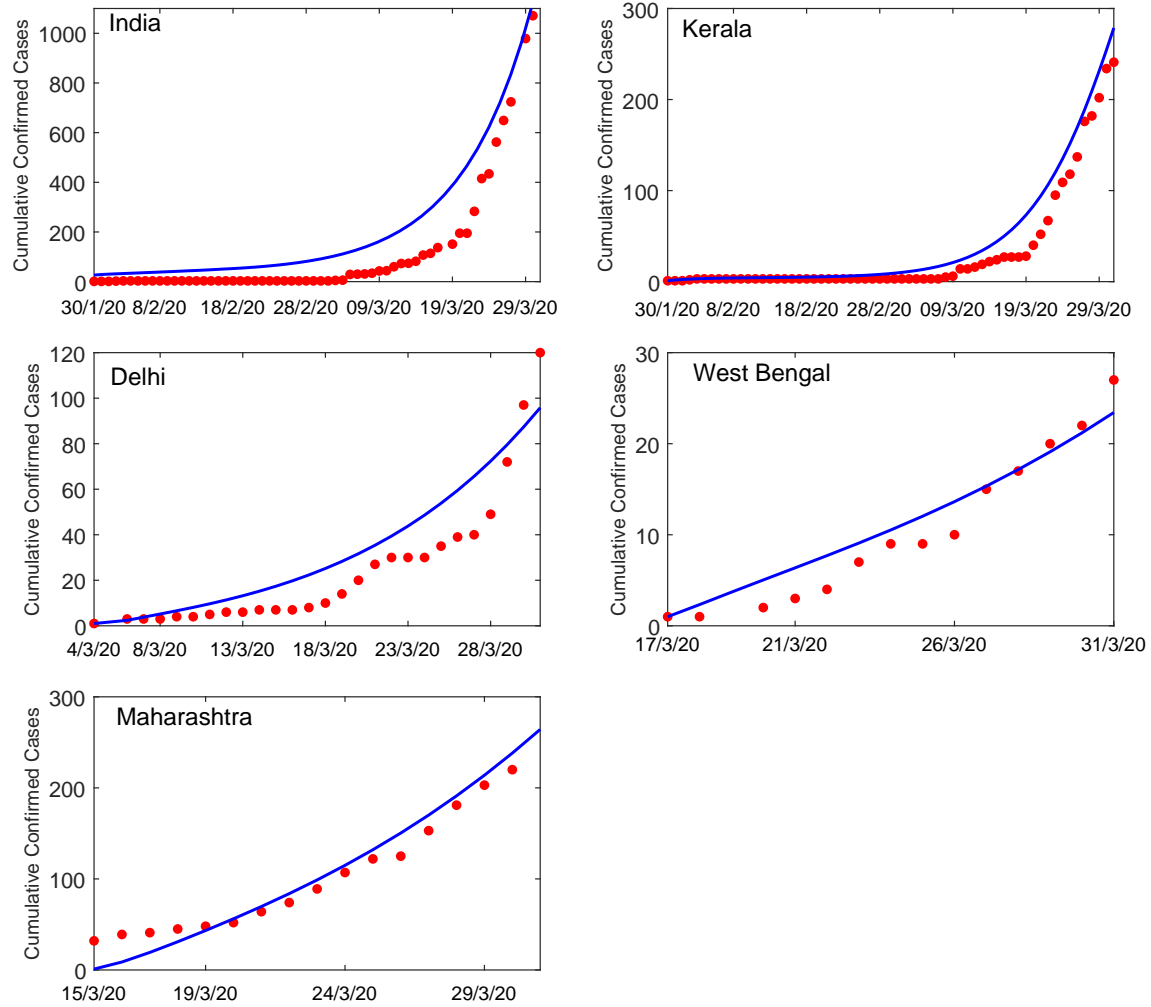 India
Cumulative Confirmed Cases
1000
800
600
400
200
0
30/1/20 8/2/20 18/2/20 28/2/20 09/3/20 19/3/20 29/3/20
Kerala
Cumulative Confirmed Cases
300
200
100
0
30/1/20 8/2/20 18/2/20 28/2/20 09/3/20 19/3/20 29/3/20
Delhi
Cumulative Confirmed Cases
120
100
80
60
40
20
0
4/3/20 8/3/20 13/3/20 18/3/20 23/3/20 28/3/20
West Bengal
Cumulative Confirmed Cases
30
20
10
0
17/3/20 21/3/20 26/3/20 31/3/20
Maharashtra
Cumulative Confirmed Cases
300
200
100
0
15/3/20 19/3/20 24/3/20 29/3/20